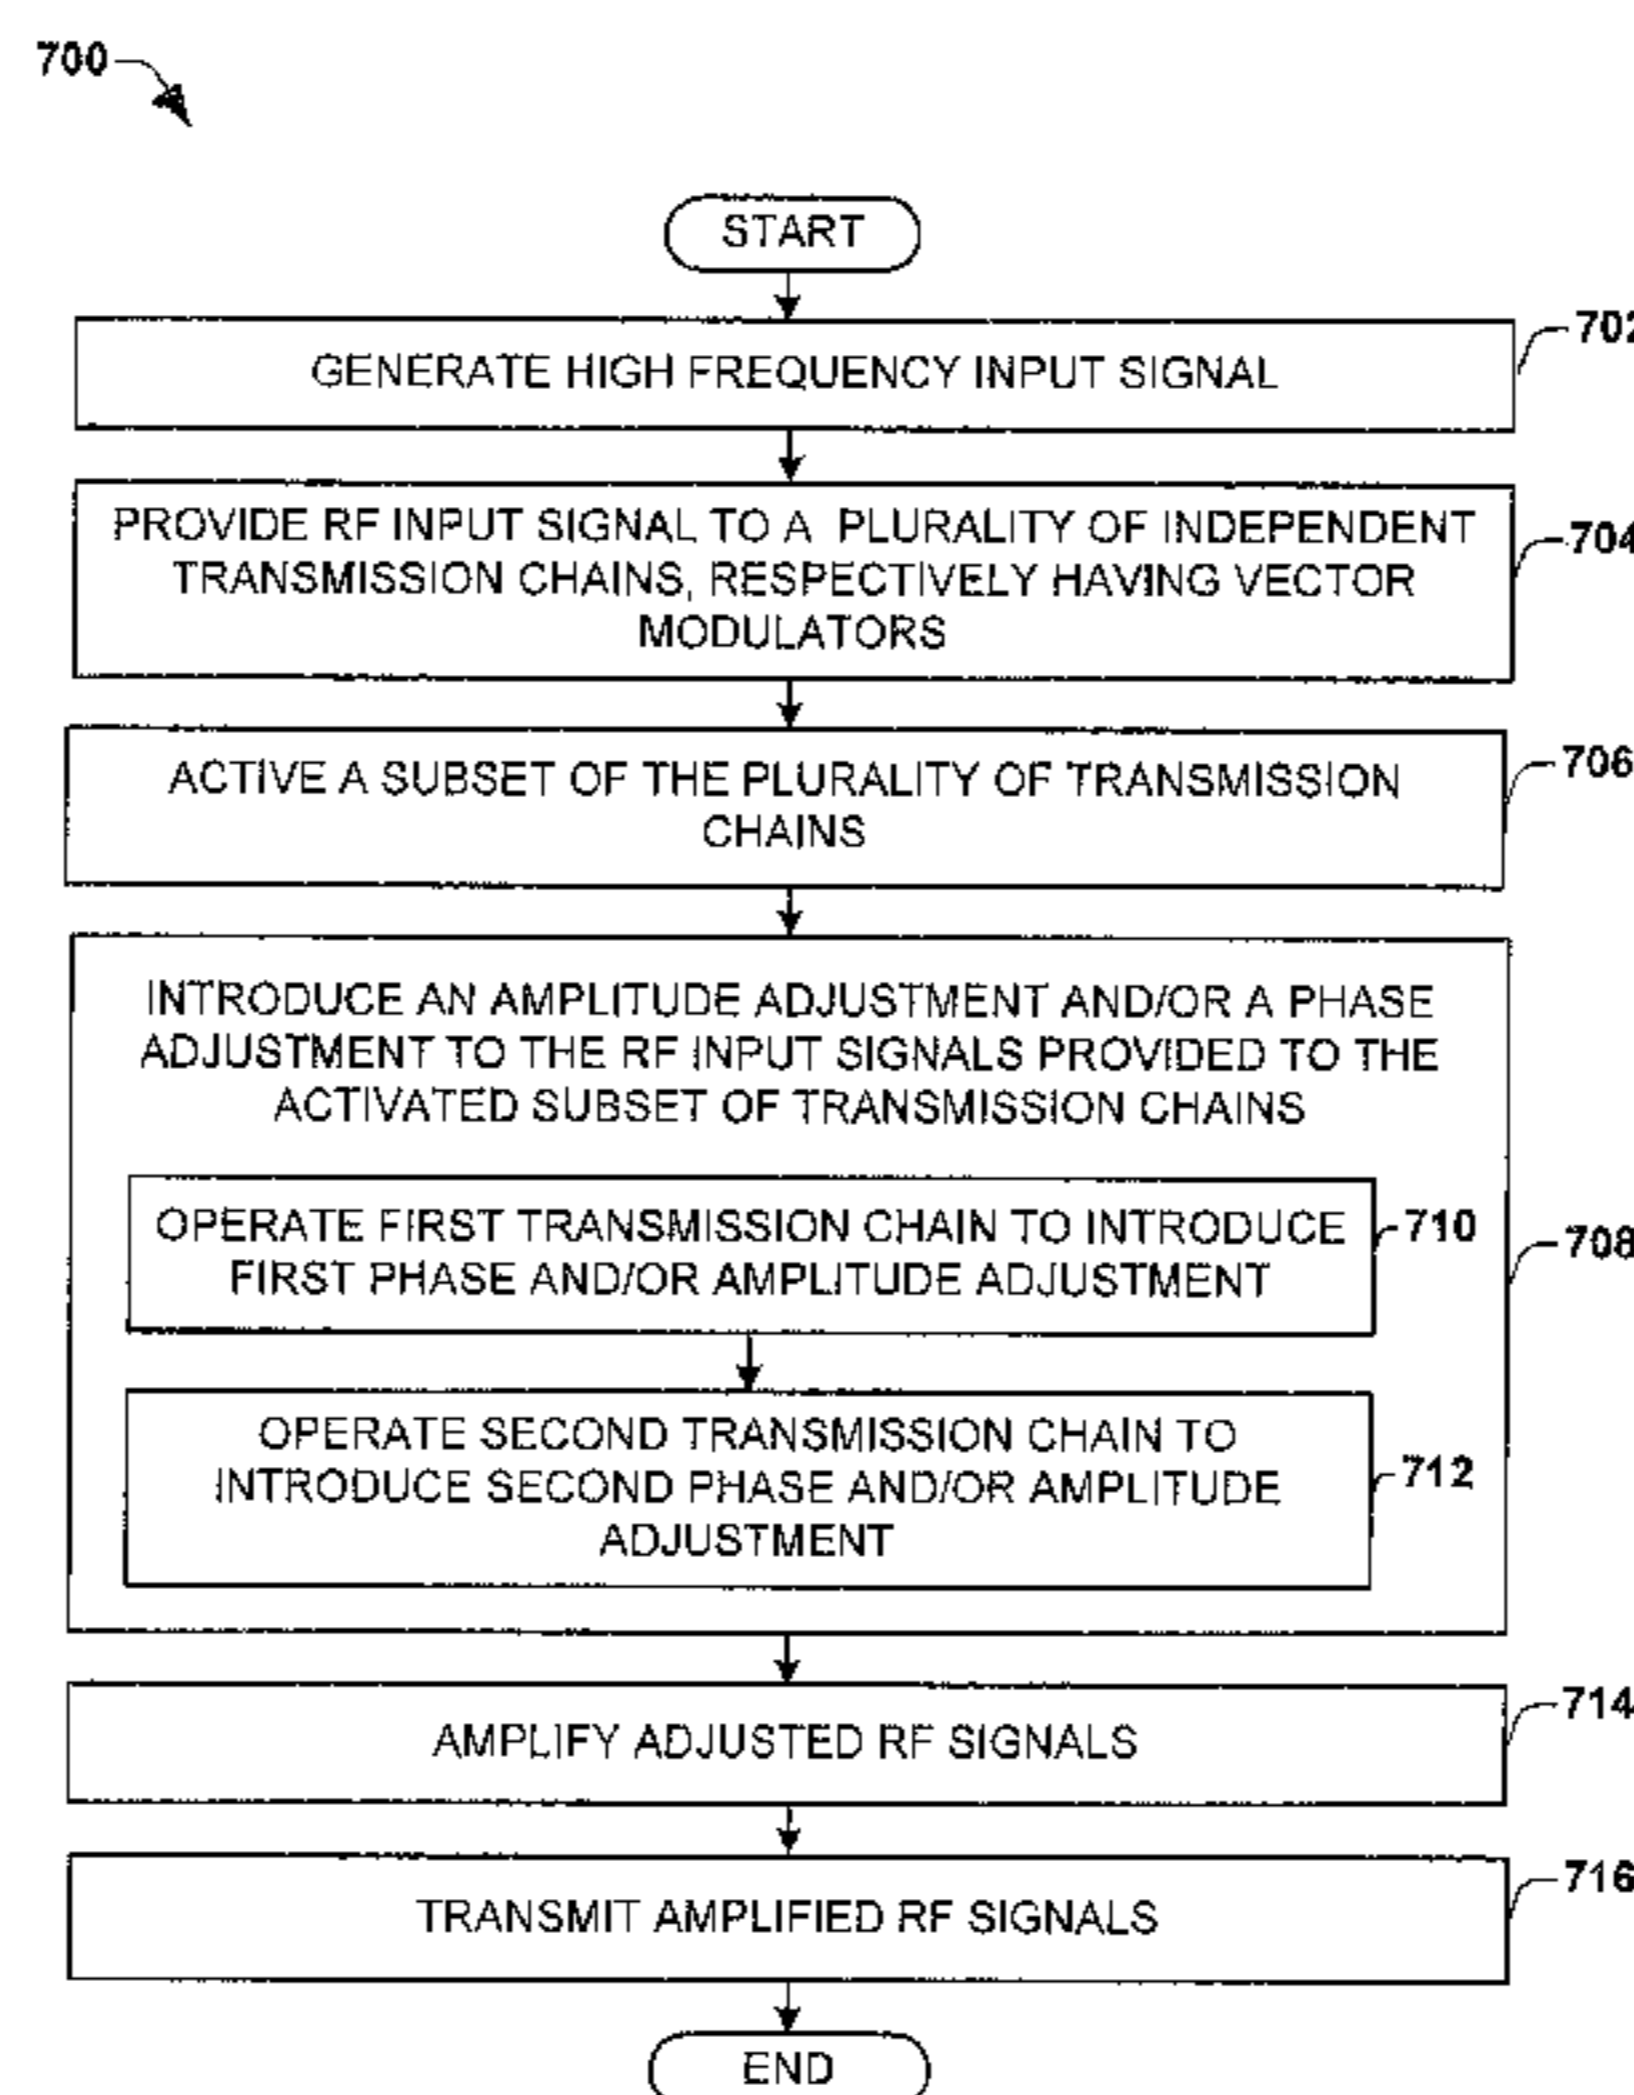 700
START
GENERATE HIGH FREQUENCY INPUT SIGNAL
702
PROVIDE RF INPUT SIGNAL TO A PLURALITY OF INDEPENDENT
TRANSMISSION CHAINS, RESPECTIVELY HAVING VECTOR
MODULATORS
704
ACTIVE A SUBSET OF THE PLURALITY OF TRANSMISSION
CHAINS
706
INTRODUCE AN AMPLITUDE ADJUSTMENT AND/OR A PHASE
ADJUSTMENT TO THE RF INPUT SIGNALS PROVIDED TO THE
ACTIVATED SUBSET OF TRANSMISSION CHAINS
708
OPERATE FIRST TRANSMISSION CHAIN TO INTRODUCE
FIRST PHASE AND/OR AMPLITUDE ADJUSTMENT
710
OPERATE SECOND TRANSMISSION CHAIN TO
INTRODUCE SECOND PHASE AND/OR AMPLITUDE
ADJUSTMENT
712
AMPLIFY ADJUSTED RF SIGNALS
714
TRANSMIT AMPLIFIED RF SIGNALS
716
END